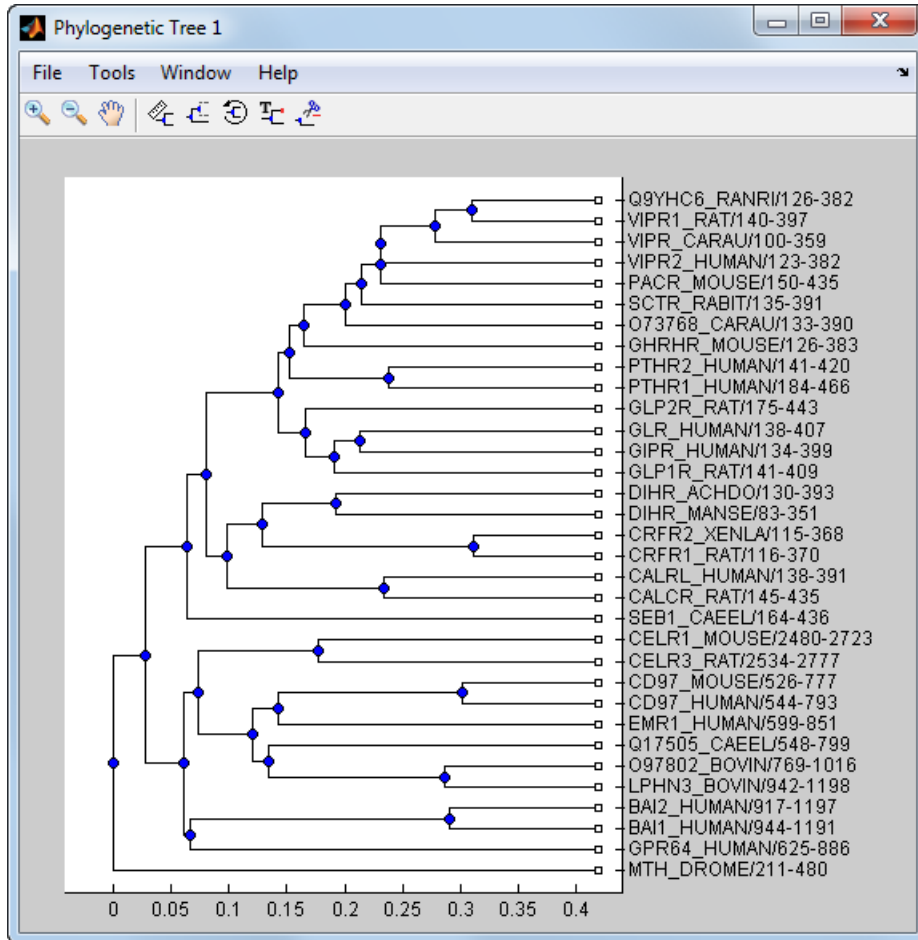 Phylogenetic Tree 1
File Tools Window Help
Q9YHC6_RANRI/126-382
VIPR1_RAT/140-397
VIPR_CARAU/100-359
VIPR2_HUMAN/123-382
PACR_MOUSE/150-435
SCTR_RABIT/135-391
O73768_CARAU/133-390
GHRHR_MOUSE/126-383
PTHR2_HUMAN/141-420
PTHR1_HUMAN/184-466
GLP2R_RAT/175-443
GLR_HUMAN/138-407
GIPR_HUMAN/134-399
GLP1R_RAT/141-409
DIHR_ACHDO/130-393
DIHR_MANSE/83-351
CRFR2_XENLA/115-368
CRFR1_RAT/116-370
CALRL_HUMAN/138-391
CALCR_RAT/145-435
SEB1_CAEEL/164-436
CELR1_MOUSE/2480-2723
CELR3_RAT/2534-2777
CD97_MOUSE/526-777
CD97_HUMAN/544-793
EMR1_HUMAN/599-851
Q17505_CAEEL/548-799
O97802_BOVIN/769-1016
LPHN3_BOVIN/942-1198
BAI2_HUMAN/917-1197
BAI1_HUMAN/944-1191
GPR64_HUMAN/625-886
MTH_DROME/211-480
0 0.05 0.1 0.15 0.2 0.25 0.3 0.35 0.4